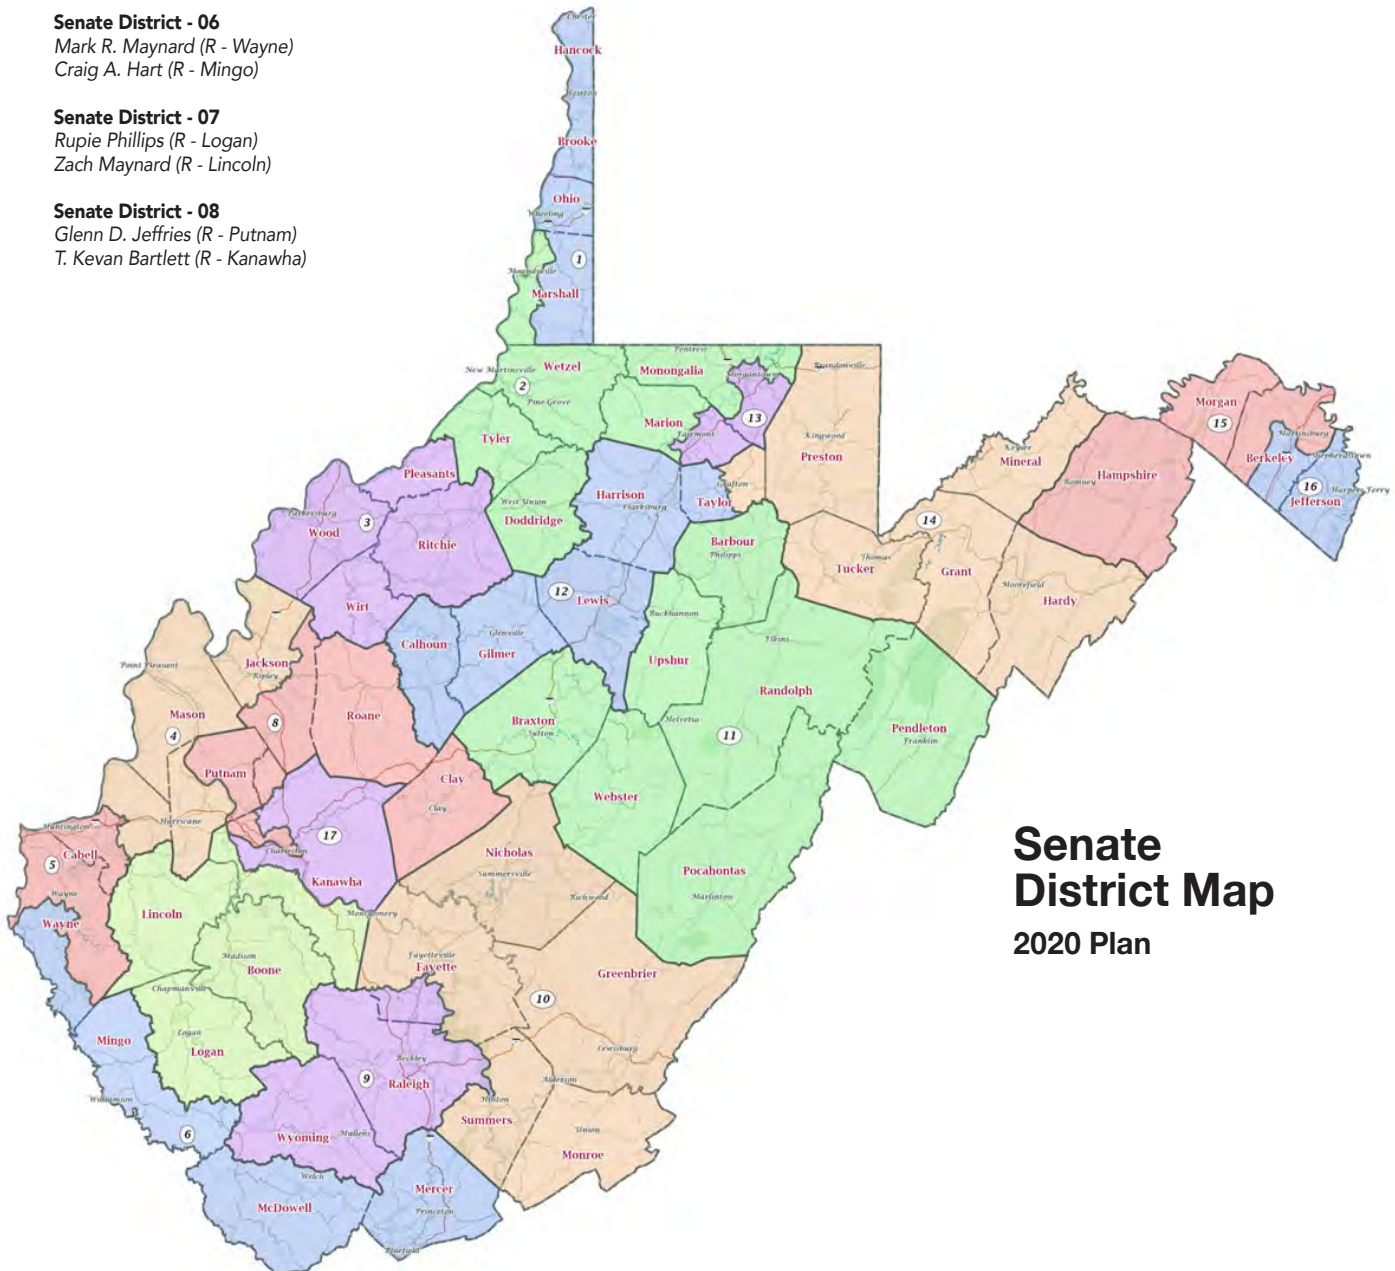 Senate District - 06
Mark R. Maynard (R - Wayne)
Craig A. Hart (R - Mingo)
Senate District - 07
Rupie Phillips (R - Logan)
Zach Maynard (R - Lincoln)
Senate District - 08
Glenn D. Jeffries (R - Putnam)
T. Kevan Bartlett (R - Kanawha)
Chester
Hancock
Weirton
Brooke
Ohio
Wheeling
1
Moundsville
Marshall
New Martinsville
Wetzel
2
Pine Grove
Pentress
Monongalia
Morgantown
Brandonville
13
Marion
Fairmont
Tyler
Kingwood
Preston
Keyser
Mineral
Morgan
15
Martinsburg
Berkeley
Shepherdstown
16
Harpers Ferry
Jefferson
Romney
Hampshire
Pleasants
Parkersburg
Wood
3
Ritchie
West Union
Doddridge
Harrison
Clarksburg
Taylor
Grafton
14
Barbour
Philippi
Thomas
Tucker
Grant
Moorefield
Hardy
Wirt
12
Lewis
Buckhannon
Calhoun
Glenville
Gilmer
Elkins
Upshur
Randolph
Point Pleasant
Jackson
Ripley
Mason
4
8
Roane
Braxton
Sutton
Helvetia
11
Pendleton
Franklin
Putnam
Clay
Clay
Webster
Hurricane
17
Charleston
Kanawha
Huntington
5
Cabell
Wayne
Wayne
Nicholas
Summersville
Richwood
Pocahontas
Marlinton
Senate
District Map
2020 Plan
Lincoln
Montgomery
Madison
Boone
Fayetteville
Fayette
Greenbrier
Chapmanville
10
Mingo
Logan
Logan
Beckley
9
Raleigh
Lewisburg
Alderson
Williamson
6
Hinton
Summers
Union
Monroe
Wyoming
Mullens
Welch
McDowell
Mercer
Princeton
Bluefield